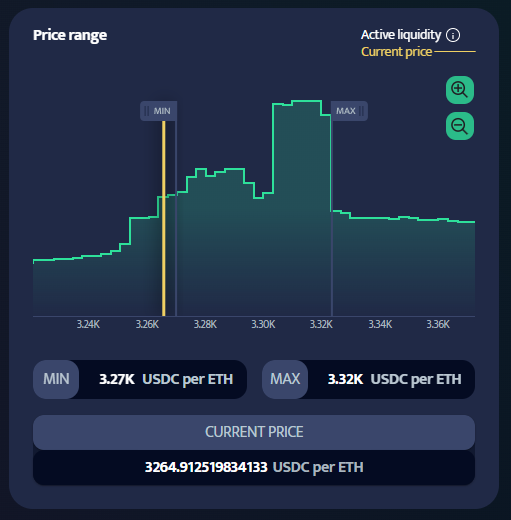 Price range
Active liquidity
Current price
MIN
MAX
3.24K 3.26K 3.28K 3.30K 3.32K 3.34K 3.36K
MIN 3.27K USDC per ETH
MAX 3.32K USDC per ETH
CURRENT PRICE
3264.912519834133 USDC per ETH